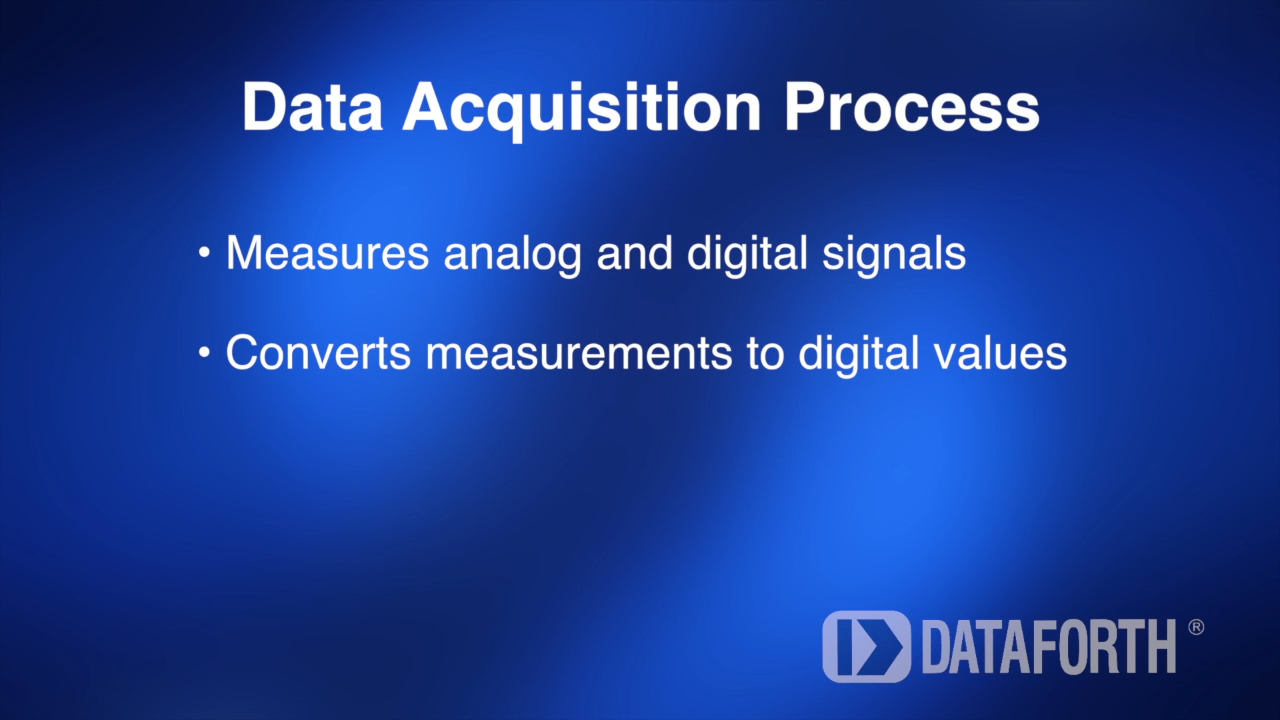 Data Acquisition Process
• Measures analog and digital signals
• Converts measurements to digital values
DATAFORTH ®